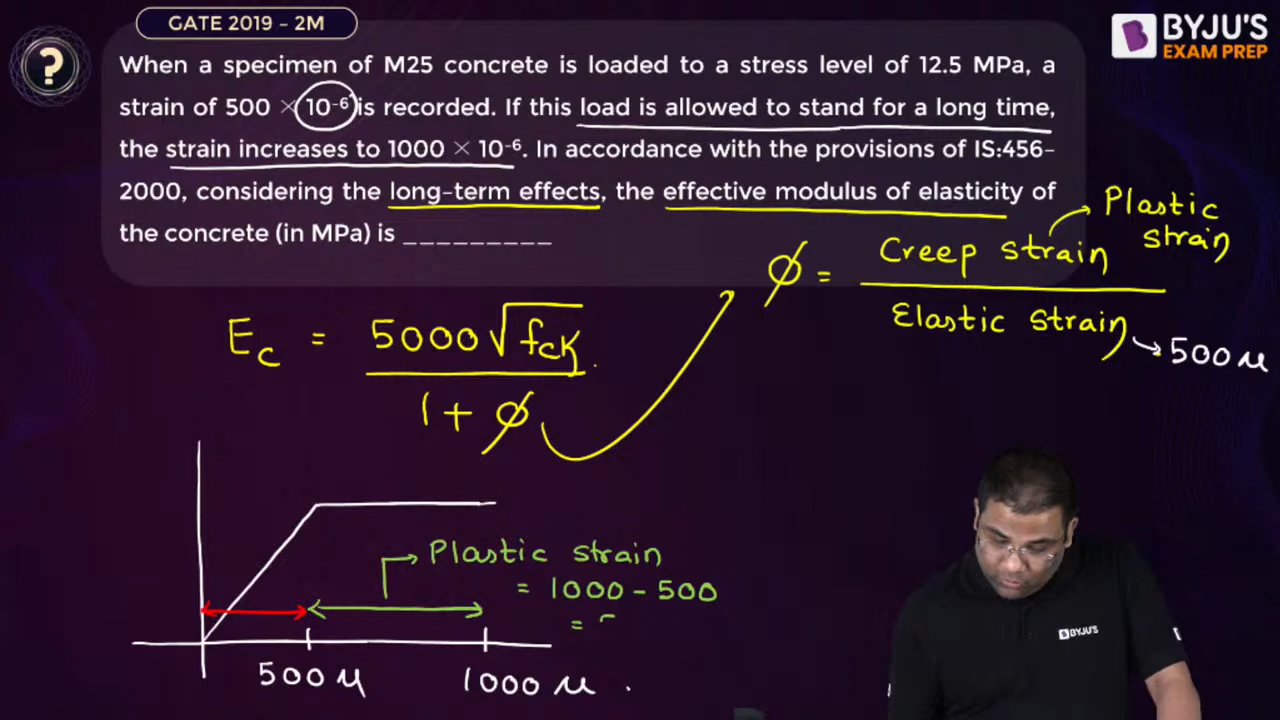 GATE 2019 – 2M
BYJU'S
EXAM PREP
?
When a specimen of M25 concrete is loaded to a stress level of 12.5 MPa, a
strain of 500 × 10⁻⁶ is recorded. If this load is allowed to stand for a long time,
the strain increases to 1000 × 10⁻⁶. In accordance with the provisions of IS:456–
2000, considering the long-term effects, the effective modulus of elasticity of
the concrete (in MPa) is _________
Plastic
strain
ϕ = Creep strain
Elastic strain
500 μ
Ec = 5000 √fck
1 + ϕ
Plastic strain
= 1000 – 500
=
500 μ
1000 μ
BYJU'S